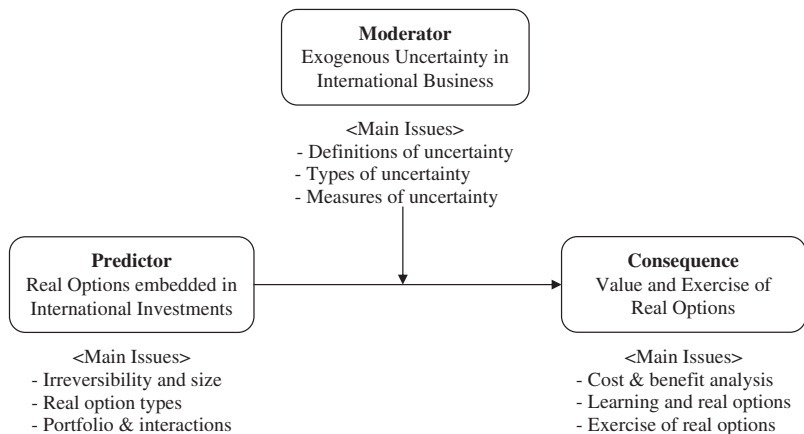 Moderator
Exogenous Uncertainty in
International Business
<Main Issues>
- Definitions of uncertainty
- Types of uncertainty
- Measures of uncertainty
Predictor
Real Options embedded in
International Investments
<Main Issues>
- Irreversibility and size
- Real option types
- Portfolio & interactions
Consequence
Value and Exercise of
Real Options
<Main Issues>
- Cost & benefit analysis
- Learning and real options
- Exercise of real options